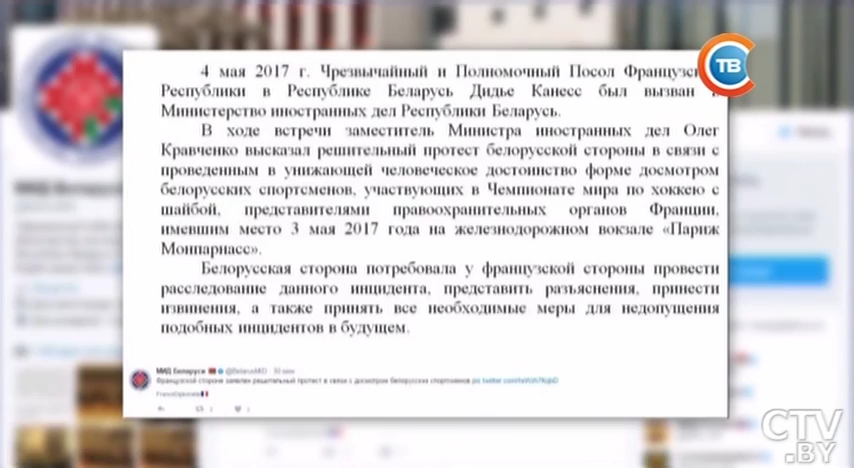 СТВ
4 мая 2017 г. Чрезвычайный и Полномочный Посол Французск
Республики в Республике Беларусь Дидье Канесс был вызван
Министерство иностранных дел Республики Беларусь.
В ходе встречи заместитель Министра иностранных дел Олег
Кравченко высказал решительный протест белорусской стороны в связи с
проведенным в унижающей человеческое достоинство форме досмотром
белорусских спортсменов, участвующих в Чемпионате мира по хоккею с
шайбой, представителями правоохранительных органов Франции,
имевшим место 3 мая 2017 года на железнодорожном вокзале «Париж
Монпарнасс».
Белорусская сторона потребовала у французской стороны провести
расследование данного инцидента, представить разъяснения, принести
извинения, а также принять все необходимые меры для недопущения
подобных инцидентов в будущем.
МИД Беларуси @BelarusMID
Французской стороне заявлен решительный протест в связи с досмотром белорусских спортсменов
CTV
.BY